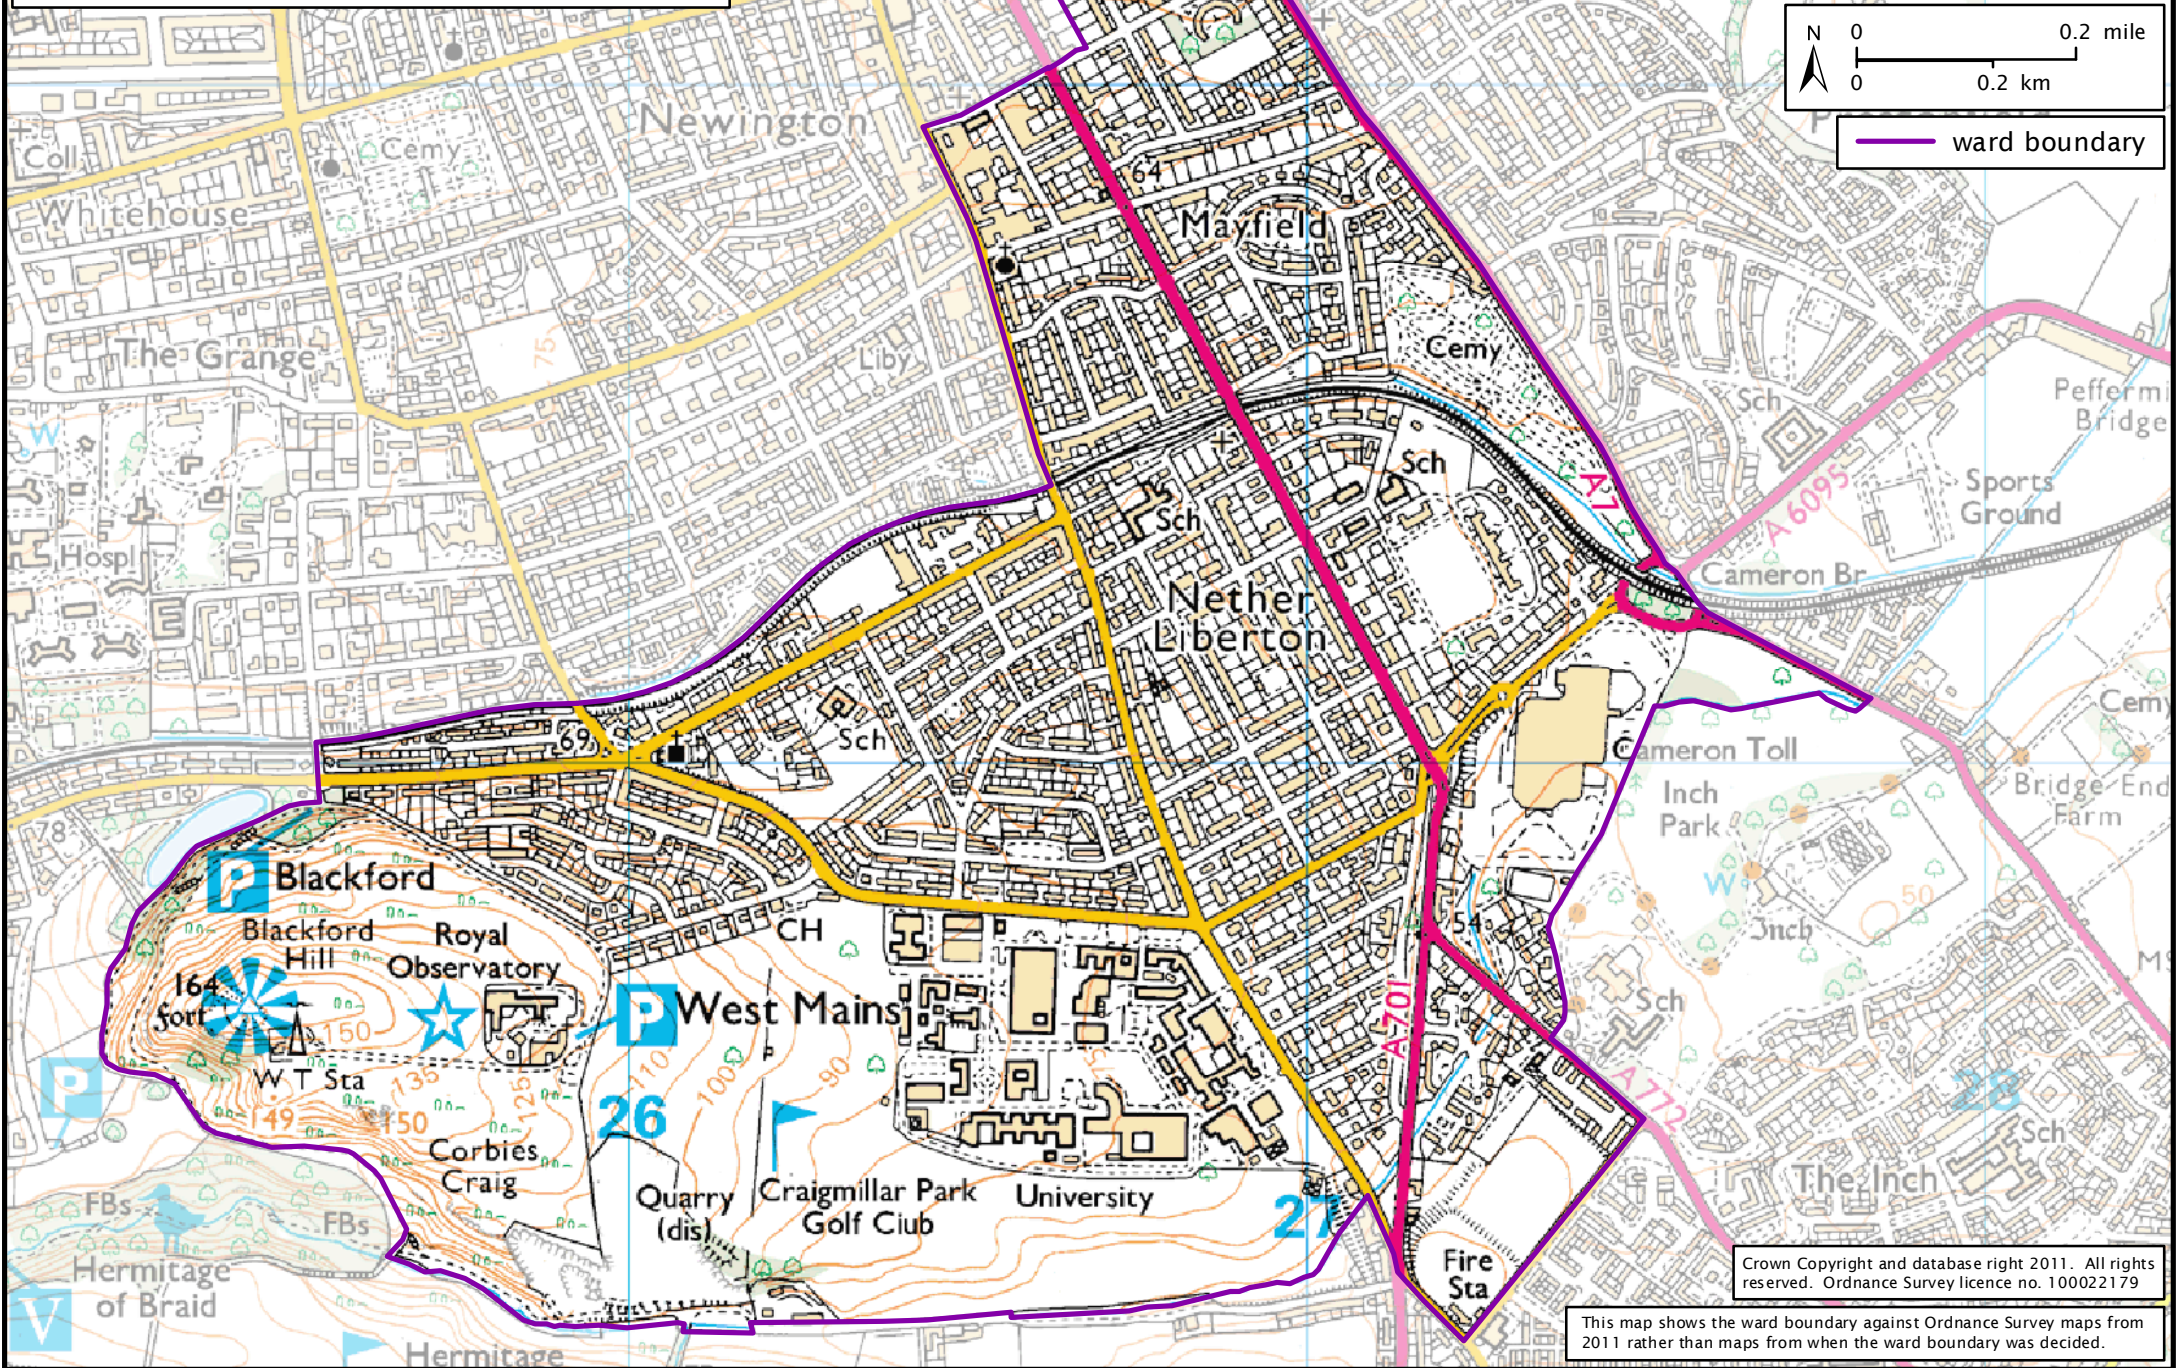 N
0
0.2 mile
0
0.2 km
ward boundary
Newington
Coll
Cemy
64
Whitehouse
Mayfield
75
The Grange
Liby
Cemy
Sch
Peffermi
Bridge
W
Sch
A7
A 6095
Sports
Ground
Sch
Hospl
Cameron Br
Nether
Liberton
Cemy
69
Sch
Cameron Toll
Inch
Park
Bridge End
Farm
78
Blackford
P
W
50
Blackford
Hill
Royal
Observatory
CH
54
Inch
164
fort
150
P
West Mains
A 701
Sch
MS
P
W T Sta
135
125
110
100
90
75
A 772
28
149
150
26
Corbies
Craig
Sch
FBs
FBs
Quarry
(dis)
Craigmillar Park
Golf Club
University
27
The Inch
Hermitage
of Braid
V
Fire
Sta
Hermitage
Crown Copyright and database right 2011. All rights
reserved. Ordnance Survey licence no. 100022179
This map shows the ward boundary against Ordnance Survey maps from
2011 rather than maps from when the ward boundary was decided.